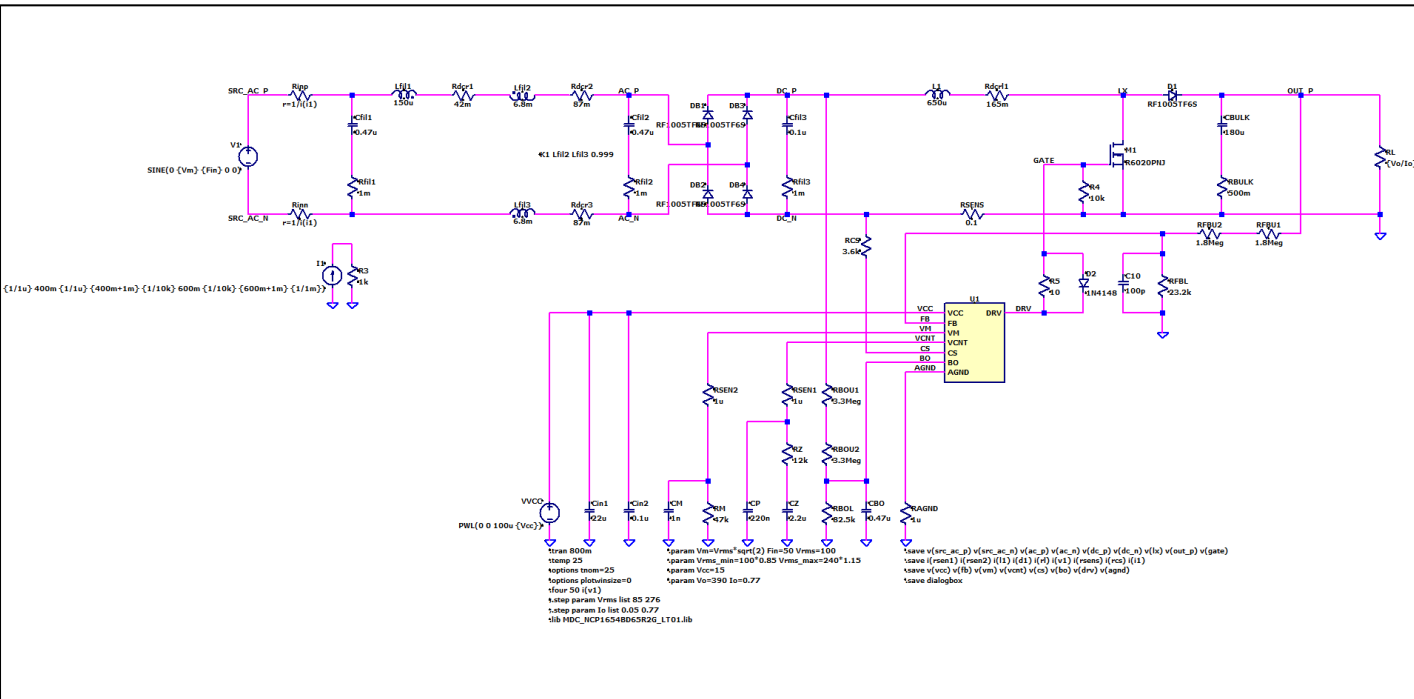 SRC_AC_P
Rinp
r=1/i(i1)
Lfil1
150u
Rdcr1
42m
Lfil2
6.8m
Rdcr2
87m
AC_P
DB1
DB3
DC_P
L1
650u
Rdcrl1
165m
LX
D1
RF1005TF6S
OUT_P
Cfil1
0.47u
Cfil2
0.47u
Cfil3
0.1u
CBULK
180u
V1
SINE(0 {Vm} {Fin} 0 0)
K1 Lfil2 Lfil3 0.999
M1
R6020PNJ
GATE
RL
{Vo/Io}
Rfil1
1m
Rfil2
1m
DB2
DB4
Rfil3
1m
R4
10k
RBULK
500m
Rinn
r=1/i(i1)
SRC_AC_N
Lfil3
6.8m
Rdcr3
87m
AC_N
DC_N
RSENS
0.1
RFBU2
1.8Meg
RFBU1
1.8Meg
RCS
3.6k
I1
R3
1k
{1/1u} 400m {1/1u} {400m+1m} {1/10k} 600m {1/10k} {600m+1m} {1/1m}}
R5
10
D2
1N4148
C10
100p
RFBL
23.2k
U1
VCC
FB
VM
VCNT
CS
BO
AGND
VCC
FB
VM
VCNT
CS
BO
AGND
DRV
DRV
RSEN2
1u
RSEN1
1u
RBOU1
3.3Meg
RZ
12k
RBOU2
3.3Meg
VVCC
PWL(0 0 100u {Vcc})
Cin1
22u
Cin2
0.1u
CM
1n
RM
47k
CP
220n
CZ
2.2u
RBOL
82.5k
CBO
0.47u
RAGND
1u
.tran 800m
.temp 25
.options tnom=25
.options plotwinsize=0
.four 50 i(v1)
.step param Vrms list 85 276
.step param Io list 0.05 0.77
.lib MDC_NCP1654BD65R2G_LT01.lib
.param Vm=Vrms*sqrt(2) Fin=50 Vrms=100
.param Vrms_min=100*0.85 Vrms_max=240*1.15
.param Vcc=15
.param Vo=390 Io=0.77
.save v(src_ac_p) v(src_ac_n) v(ac_p) v(ac_n) v(dc_p) v(dc_n) v(lx) v(out_p) v(gate)
.save i(rsen1) i(rsen2) i(l1) i(d1) i(rl) i(v1) i(rsens) i(rcs) i(i1)
.save v(vcc) v(fb) v(vm) v(vcnt) v(cs) v(bo) v(drv) v(agnd)
.save dialogbox